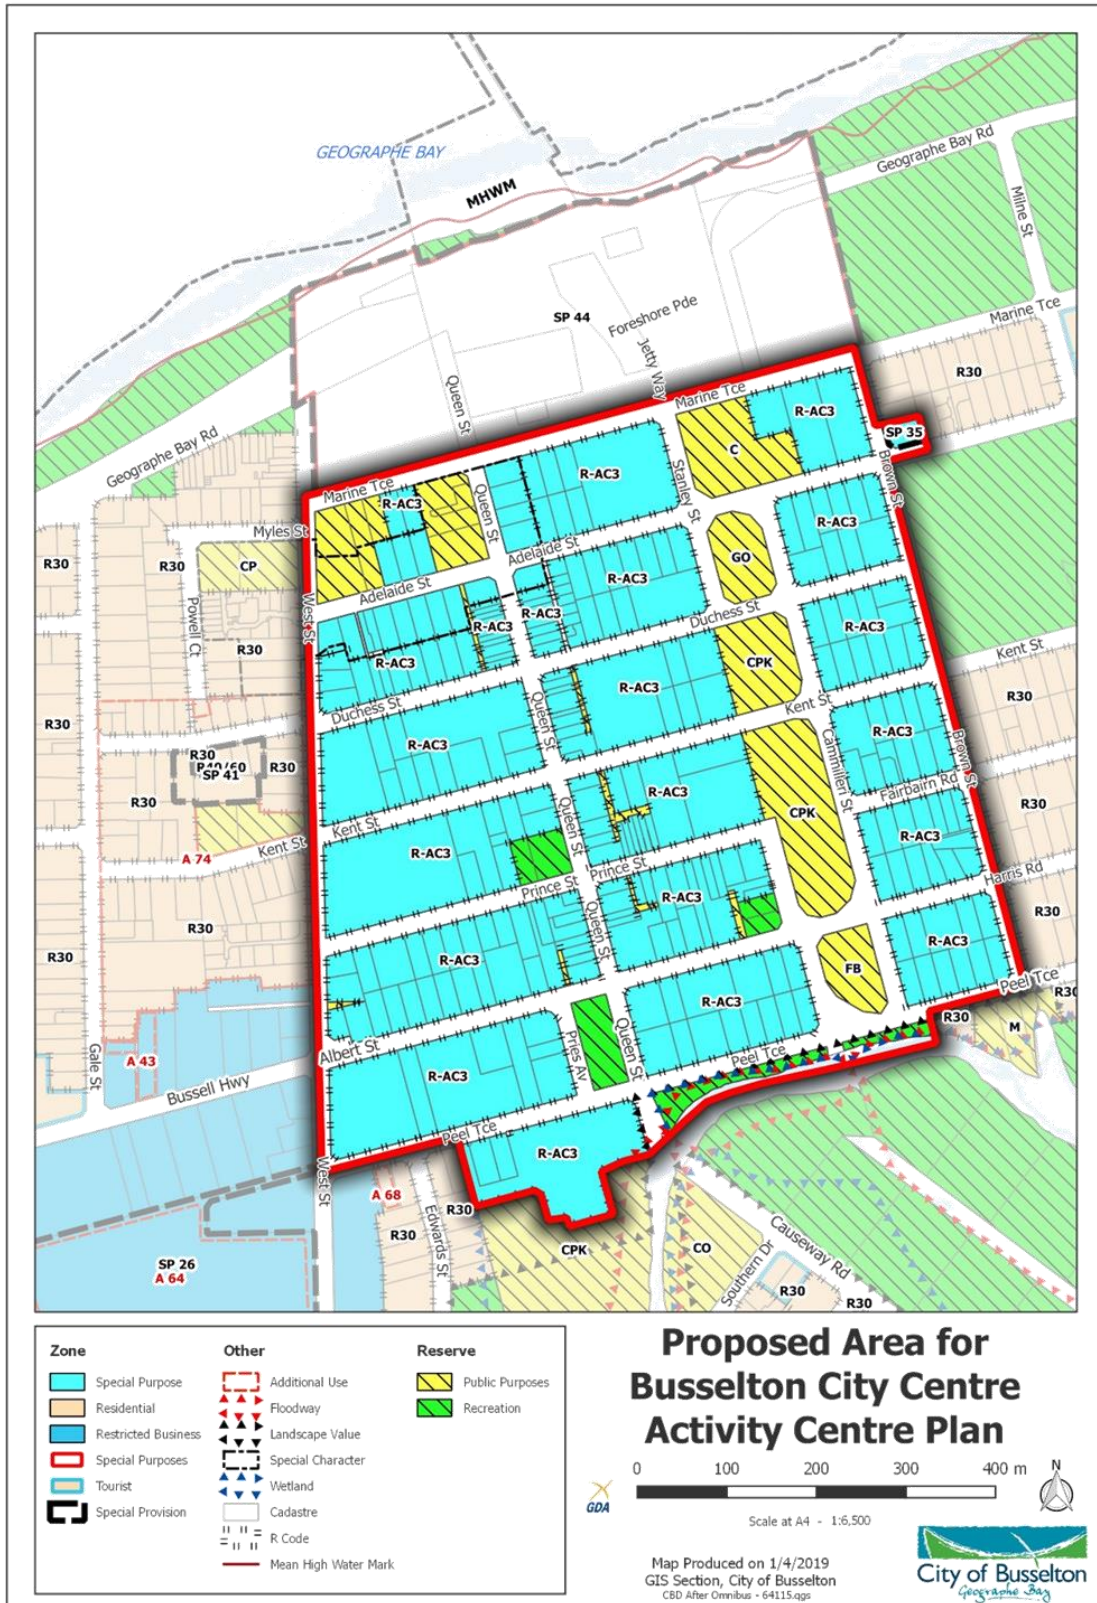 GEOGRAPHE BAY
MHWM
Geographe Bay Rd
Milne St
SP 44
Foreshore Pde
Jetty Way
Marine Tce
Queen St
Marine Tce
R30
R-AC3
SP 35
C
Brown St
Geographe Bay Rd
R-AC3
Stanley St
Marine Tce
R-AC3
Queen St
Myles St
R30
R30
CP
Adelaide St
R-AC3
GO
R-AC3
Adelaide St
Powell Ct
West St
R-AC3
R-AC3
Duchess St
R-AC3
R30
R-AC3
CPK
R-AC3
Kent St
R30
Duchess St
Queen St
Kent St
R30
R-AC3
R-AC3
Cammilleri St
Brown St
R30
R40/60
SP 41
R30
R30
Kent St
R-AC3
CPK
Fairbairn Rd
R30
Kent St
A 74
R-AC3
Queen St
Prince St
Prince St
R-AC3
R-AC3
Harris Rd
R30
R30
R30
R-AC3
Queen St
R-AC3
FB
R-AC3
Peel Tce
R30
M
R30
Albert St
Gale St
A 43
Bussell Hwy
R-AC3
Pries Av
Queen St
Peel Tce
Peel Tce
R-AC3
West St
A 68
R30
R30
Edwards St
CPK
CO
Southern Dr
Causeway Rd
R30
R30
SP 26
A 64
Zone
Special Purpose
Residential
Restricted Business
Special Purposes
Tourist
Special Provision
Other
Additional Use
Floodway
Landscape Value
Special Character
Wetland
Cadastre
R Code
Mean High Water Mark
Reserve
Public Purposes
Recreation
Proposed Area for
Busselton City Centre
Activity Centre Plan
0 100 200 300 400 m
N
GDA
Scale at A4 - 1:6,500
Map Produced on 1/4/2019
GIS Section, City of Busselton
CBD After Omnibus - 64115.qgs
City of Busselton
Geographe Bay